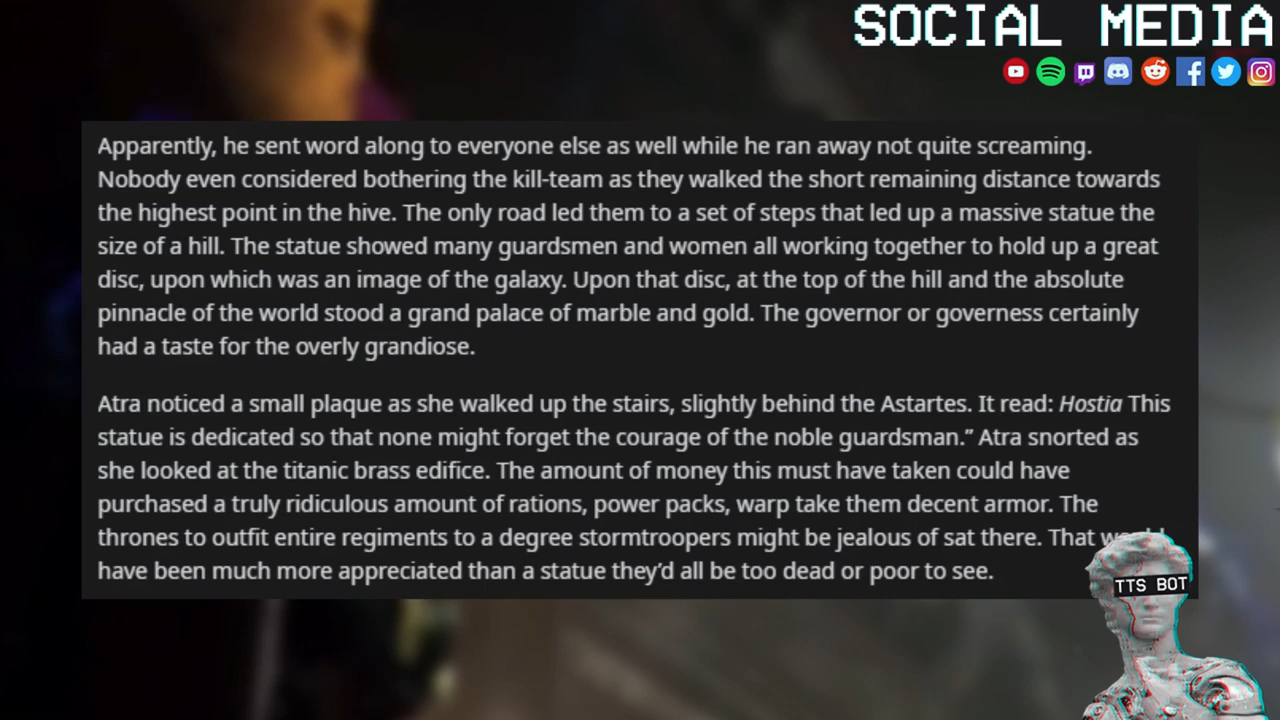 SOCIAL MEDIA
Apparently, he sent word along to everyone else as well while he ran away not quite screaming.
Nobody even considered bothering the kill-team as they walked the short remaining distance towards
the highest point in the hive. The only road led them to a set of steps that led up a massive statue the
size of a hill. The statue showed many guardsmen and women all working together to hold up a great
disc, upon which was an image of the galaxy. Upon that disc, at the top of the hill and the absolute
pinnacle of the world stood a grand palace of marble and gold. The governor or governess certainly
had a taste for the overly grandiose.
Atra noticed a small plaque as she walked up the stairs, slightly behind the Astartes. It read: Hostia This
statue is dedicated so that none might forget the courage of the noble guardsman.” Atra snorted as
she looked at the titanic brass edifice. The amount of money this must have taken could have
purchased a truly ridiculous amount of rations, power packs, warp take them decent armor. The
thrones to outfit entire regiments to a degree stormtroopers might be jealous of sat there. That
have been much more appreciated than a statue they’d all be too dead or poor to see.
TTS BOT